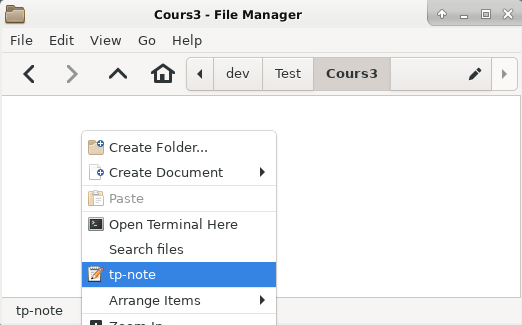 Cours3 - File Manager
File Edit View Go Help
dev Test Cours3
Create Folder...
Create Document
Paste
Open Terminal Here
Search files
tp-note
Arrange Items
Zoom In
tp-note